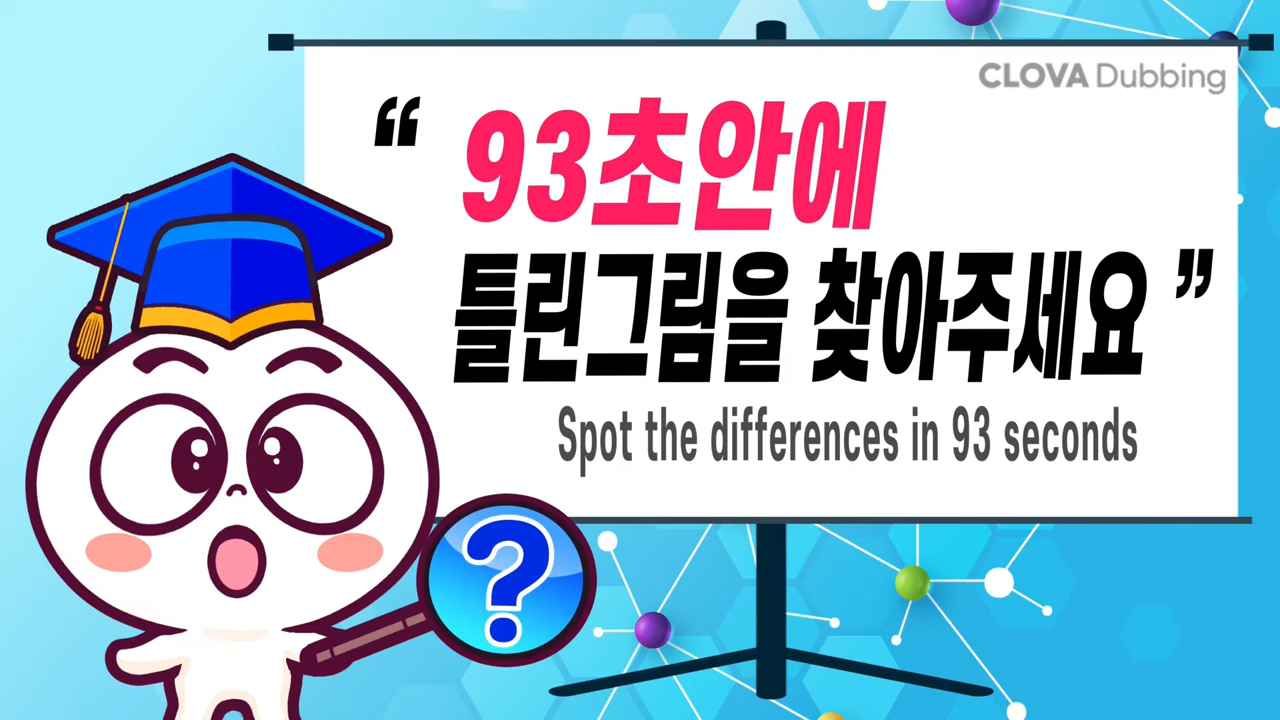 CLOVA Dubbing
“ 93초안에
틀린그림을 찾아주세요 ”
Spot the differences in 93 seconds
?